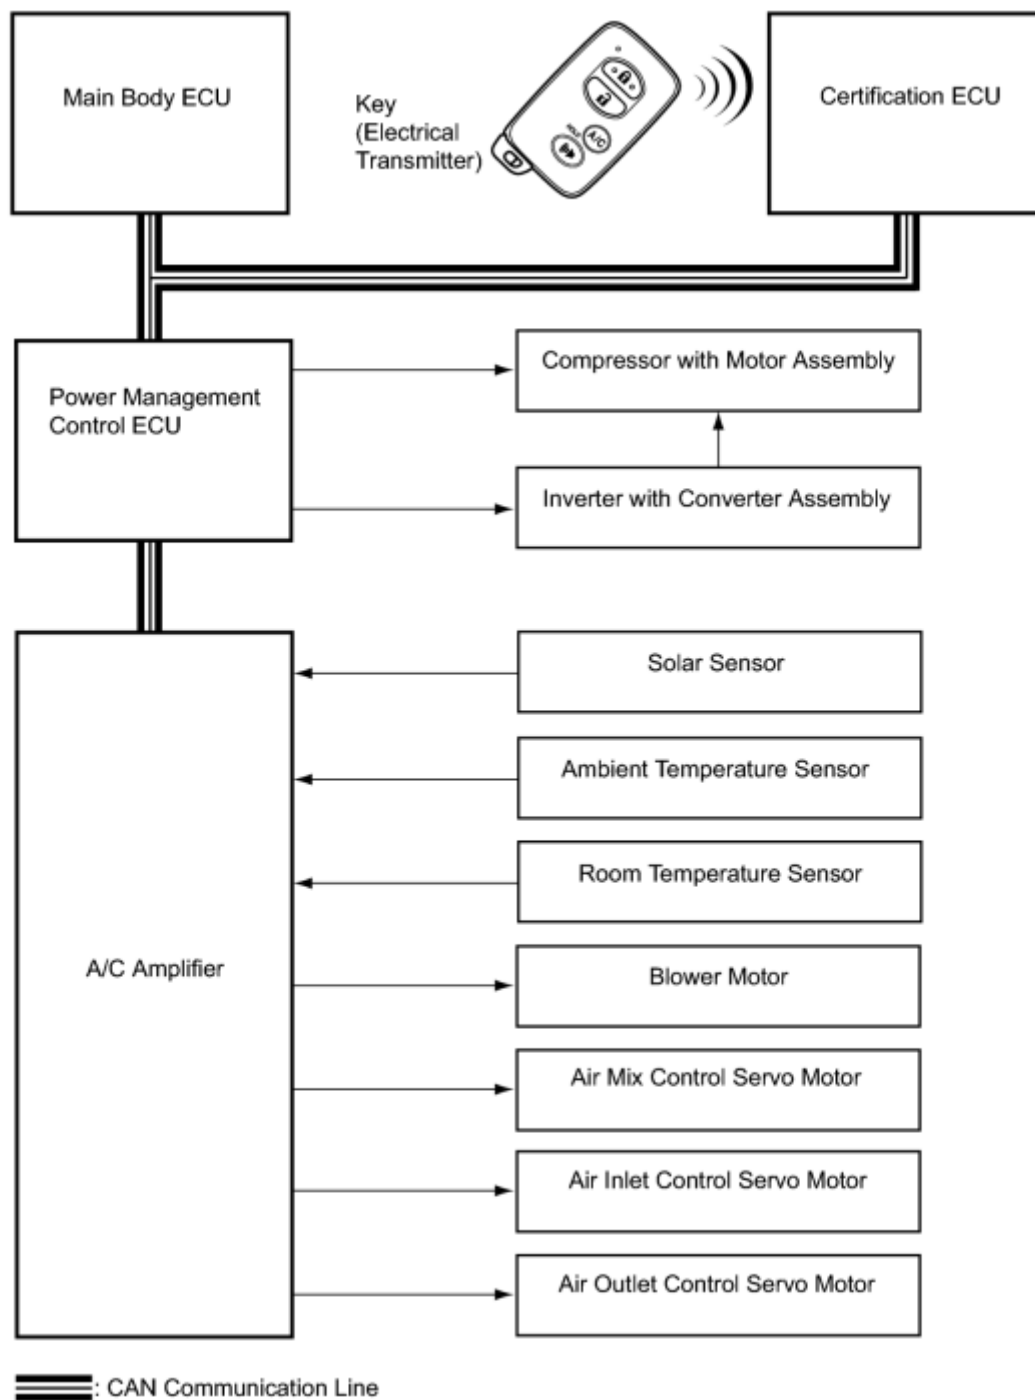 Main Body ECU
Key
(Electrical
Transmitter)
HOLD
A/C
Certification ECU
Power Management
Control ECU
Compressor with Motor Assembly
Inverter with Converter Assembly
A/C Amplifier
Solar Sensor
Ambient Temperature Sensor
Room Temperature Sensor
Blower Motor
Air Mix Control Servo Motor
Air Inlet Control Servo Motor
Air Outlet Control Servo Motor
: CAN Communication Line